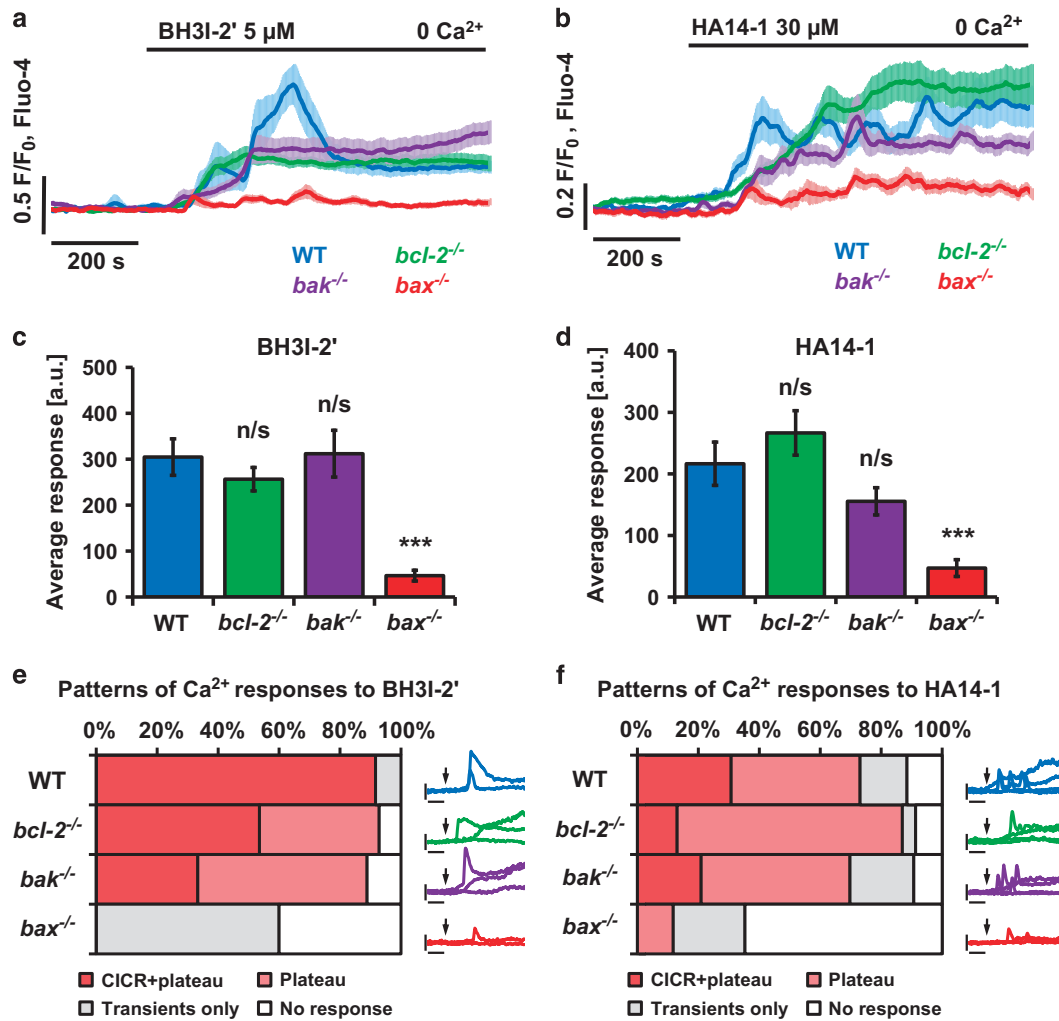 a
BH3I-2' 5 µM 0 Ca²⁺
0.5 F/F₀, Fluo-4
200 s
WT bcl-2⁻/⁻
bak⁻/⁻ bax⁻/⁻
b
HA14-1 30 µM 0 Ca²⁺
0.2 F/F₀, Fluo-4
200 s
WT bcl-2⁻/⁻
bak⁻/⁻ bax⁻/⁻
c
BH3I-2'
Average response [a.u.]
500
400
300
200
100
0
n/s
n/s
***
WT bcl-2⁻/⁻ bak⁻/⁻ bax⁻/⁻
d
HA14-1
Average response [a.u.]
400
300
200
100
0
n/s
n/s
***
WT bcl-2⁻/⁻ bak⁻/⁻ bax⁻/⁻
e
Patterns of Ca²⁺ responses to BH3I-2'
0% 20% 40% 60% 80% 100%
WT
bcl-2⁻/⁻
bak⁻/⁻
bax⁻/⁻
CICR+plateau Plateau
Transients only No response
f
Patterns of Ca²⁺ responses to HA14-1
0% 20% 40% 60% 80% 100%
WT
bcl-2⁻/⁻
bak⁻/⁻
bax⁻/⁻
CICR+plateau Plateau
Transients only No response